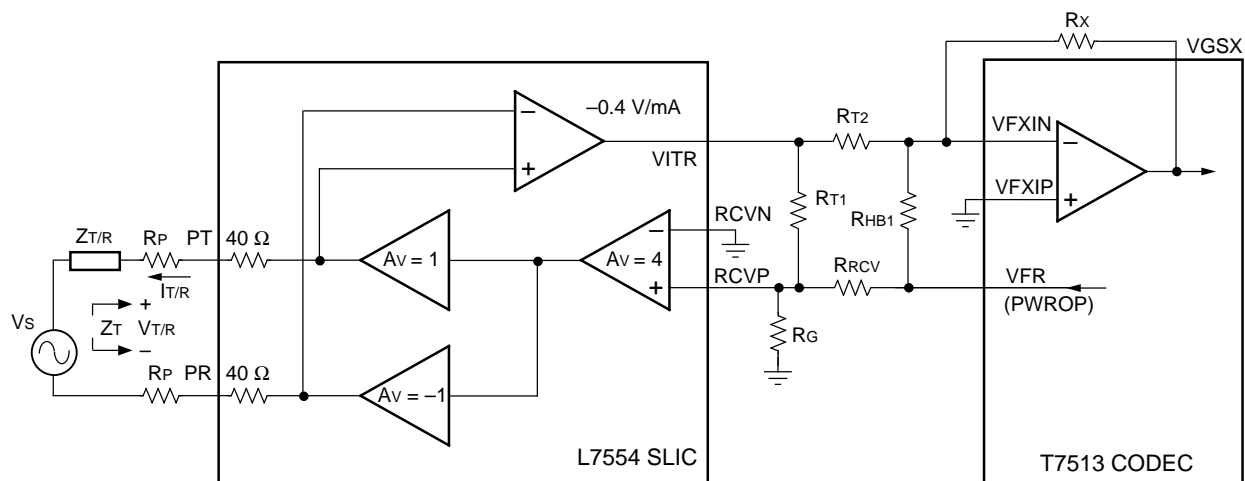 RX
VGSX
–0.4 V/mA
RT2
VFXIN
VITR
RT1
RHB1
VFXIP
RCVN
ZT/R
RP
PT
40 Ω
AV = 1
AV = 4
RCVP
RRCV
VFR
(PWROP)
IT/R
VS
ZT
+
VT/R
–
RG
RP
PR
40 Ω
AV = –1
L7554 SLIC
T7513 CODEC